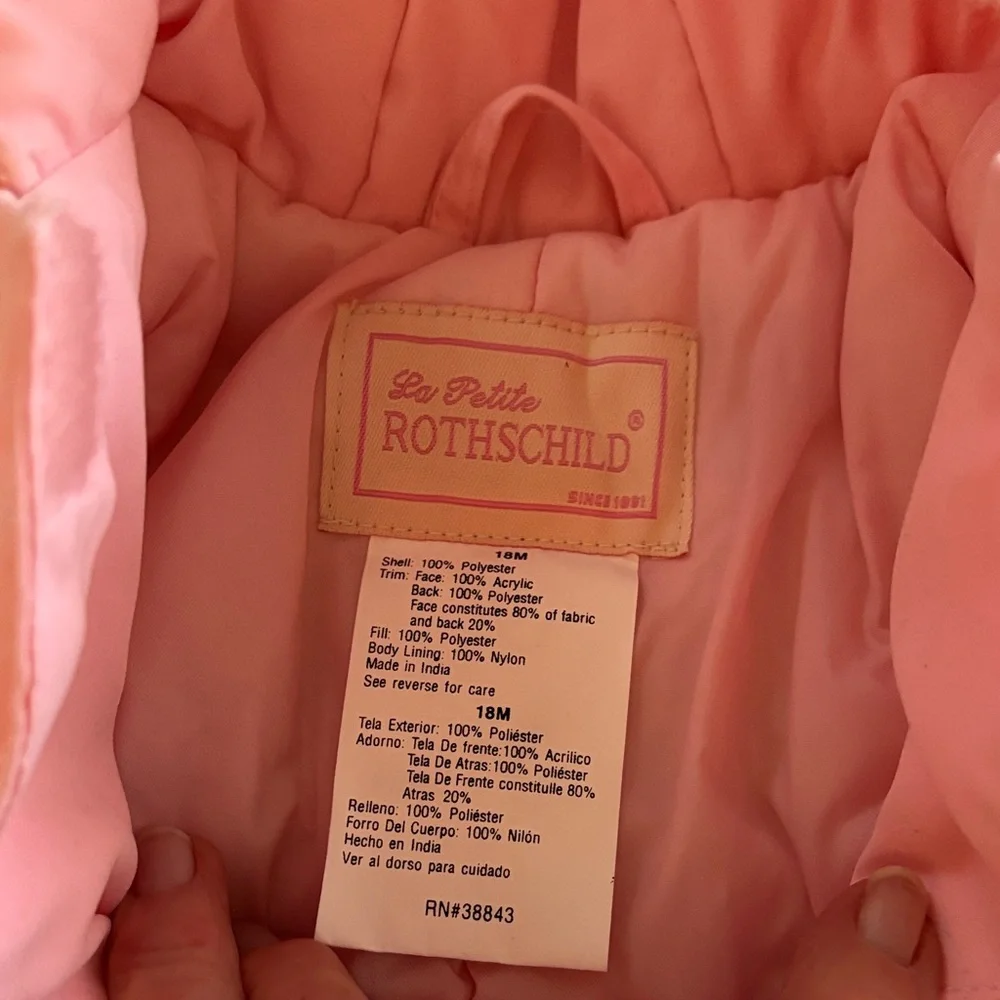 La Petite
ROTHSCHILD®
SINCE 1881
18M
Shell: 100% Polyester
Trim: Face: 100% Acrylic
Back: 100% Polyester
Face constitutes 80% of fabric
and back 20%
Fill: 100% Polyester
Body Lining: 100% Nylon
Made in India
See reverse for care
18M
Tela Exterior: 100% Poliéster
Adorno: Tela De frente:100% Acrilico
Tela De Atras:100% Poliéster
Tela De Frente constitulle 80%
Atras 20%
Relleno: 100% Poliéster
Forro Del Cuerpo: 100% Nilón
Hecho en India
Ver al dorso para cuidado
RN#38843